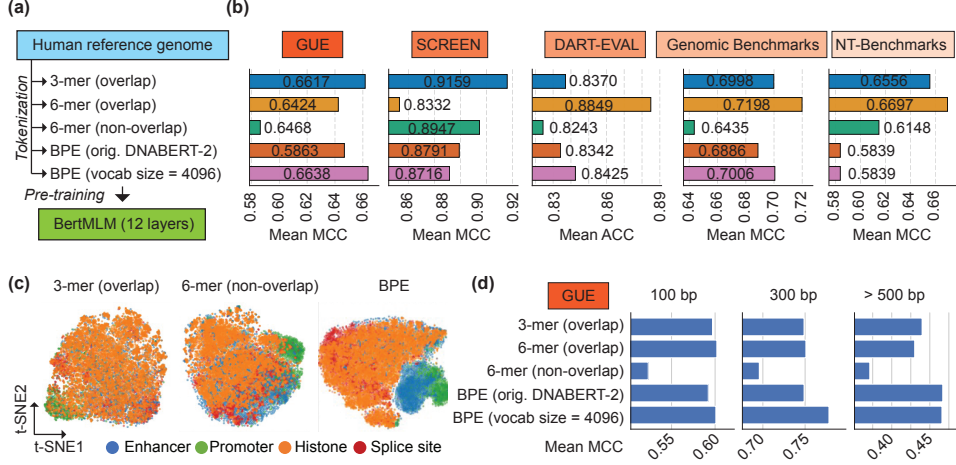 (a)
Human reference genome
Tokenization
3-mer (overlap)
6-mer (overlap)
6-mer (non-overlap)
BPE (orig. DNABERT-2)
BPE (vocab size = 4096)
Pre-training
BertMLM (12 layers)
(b)
GUE
0.6617
0.6424
0.6468
0.5863
0.6638
0.58
0.60
0.62
0.64
0.66
Mean MCC
SCREEN
0.9159
0.8332
0.8947
0.8791
0.8716
0.86
0.88
0.90
0.92
Mean MCC
DART-EVAL
0.8370
0.8849
0.8243
0.8342
0.8425
0.83
0.86
0.89
Mean ACC
Genomic Benchmarks
0.6998
0.7198
0.6435
0.6886
0.7006
0.64
0.66
0.68
0.70
0.72
Mean MCC
NT-Benchmarks
0.6556
0.6697
0.6148
0.5839
0.5839
0.58
0.60
0.62
0.64
0.66
Mean MCC
(c)
3-mer (overlap)
6-mer (non-overlap)
BPE
t-SNE2
t-SNE1
Enhancer
Promoter
Histone
Splice site
(d)
GUE
100 bp
300 bp
> 500 bp
3-mer (overlap)
6-mer (overlap)
6-mer (non-overlap)
BPE (orig. DNABERT-2)
BPE (vocab size = 4096)
Mean MCC
0.55
0.60
0.70
0.75
0.40
0.45